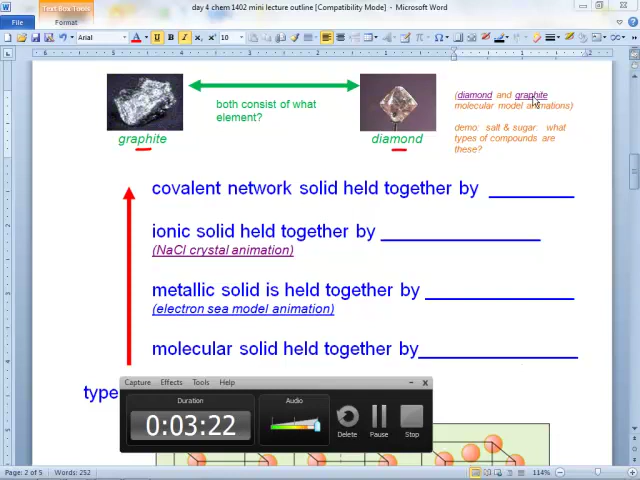 day 4 chem 1402 mini lecture outline [Compatibility Mode] - Microsoft Word
Text Box Tools
File
Format
Arial
10
both consist of what
element?
graphite
diamond
(diamond and graphite
molecular model animations)
demo: salt & sugar: what
types of compounds are
these?
covalent network solid held together by ________
ionic solid held together by _______________
(NaCl crystal animation)
metallic solid is held together by ______________
(electron sea model animation)
molecular solid held together by_______________
type
Capture Effects Tools Help
Duration
0:03:22
Audio
Delete
Pause
Stop
Page: 2 of 5
Words: 252
114%